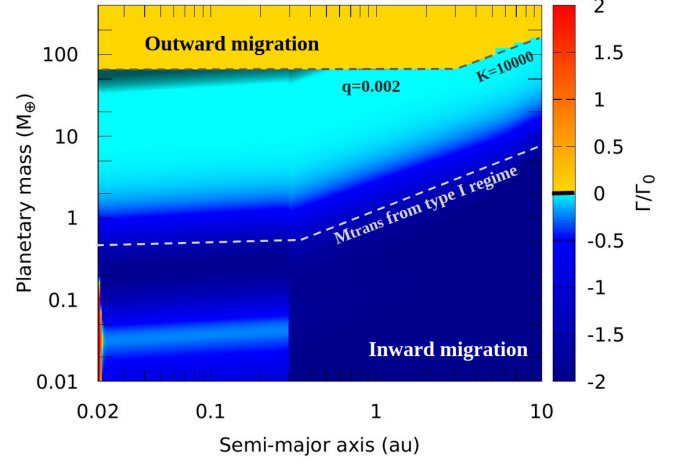 Outward migration
q=0.002
K=10000
Mtrans from type I regime
Inward migration
Planetary mass (M⊕)
100
10
1
0.1
0.01
0.02
0.1
1
10
Semi-major axis (au)
2
1.5
1
0.5
0
-0.5
-1
-1.5
-2
Γ/Γ0